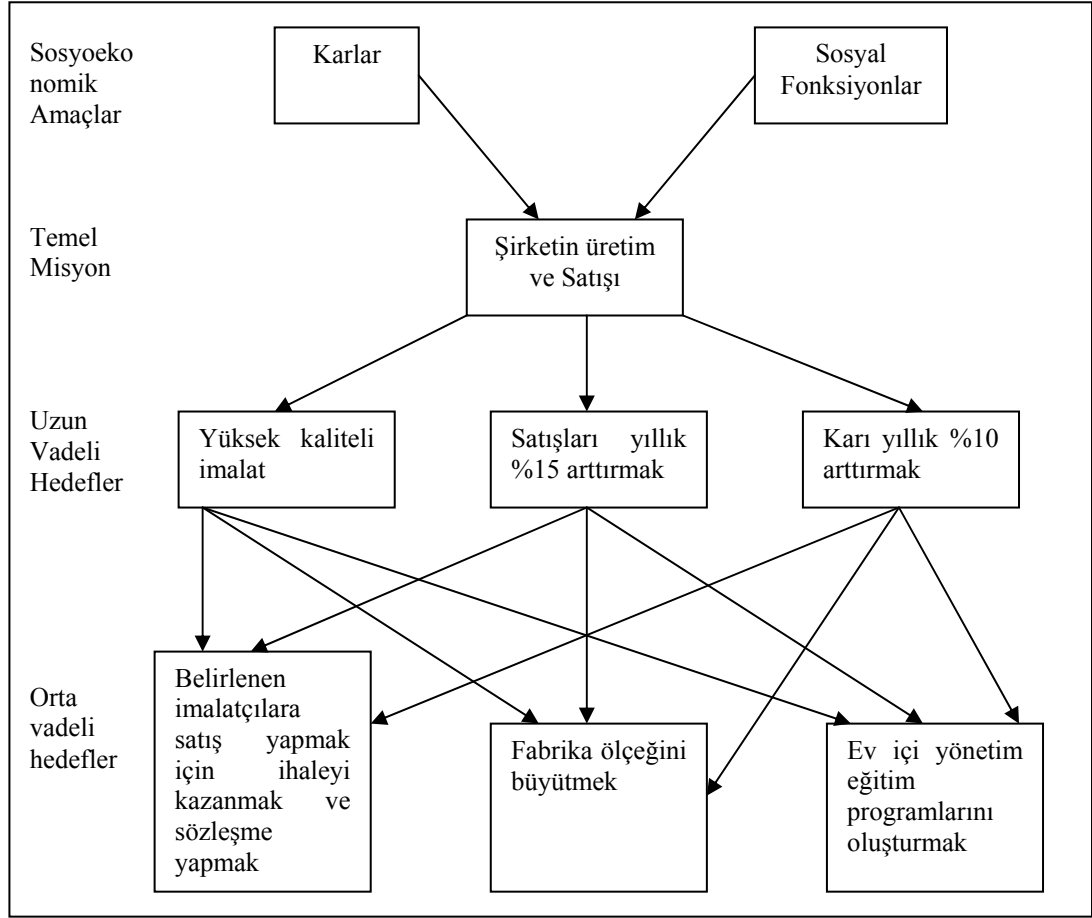 Sosyoeko
nomik
Amaçlar
Karlar
Sosyal
Fonksiyonlar
Temel
Misyon
Şirketin üretim
ve Satışı
Uzun
Vadeli
Hedefler
Yüksek kaliteli
imalat
Satışları yıllık
%15 arttırmak
Karı yıllık %10
arttırmak
Orta
vadeli
hedefler
Belirlenen
imalatçılara
satış yapmak
için ihaleyi
kazanmak ve
sözleşme
yapmak
Fabrika ölçeğini
büyütmek
Ev içi yönetim
eğitim
programlarını
oluşturmak